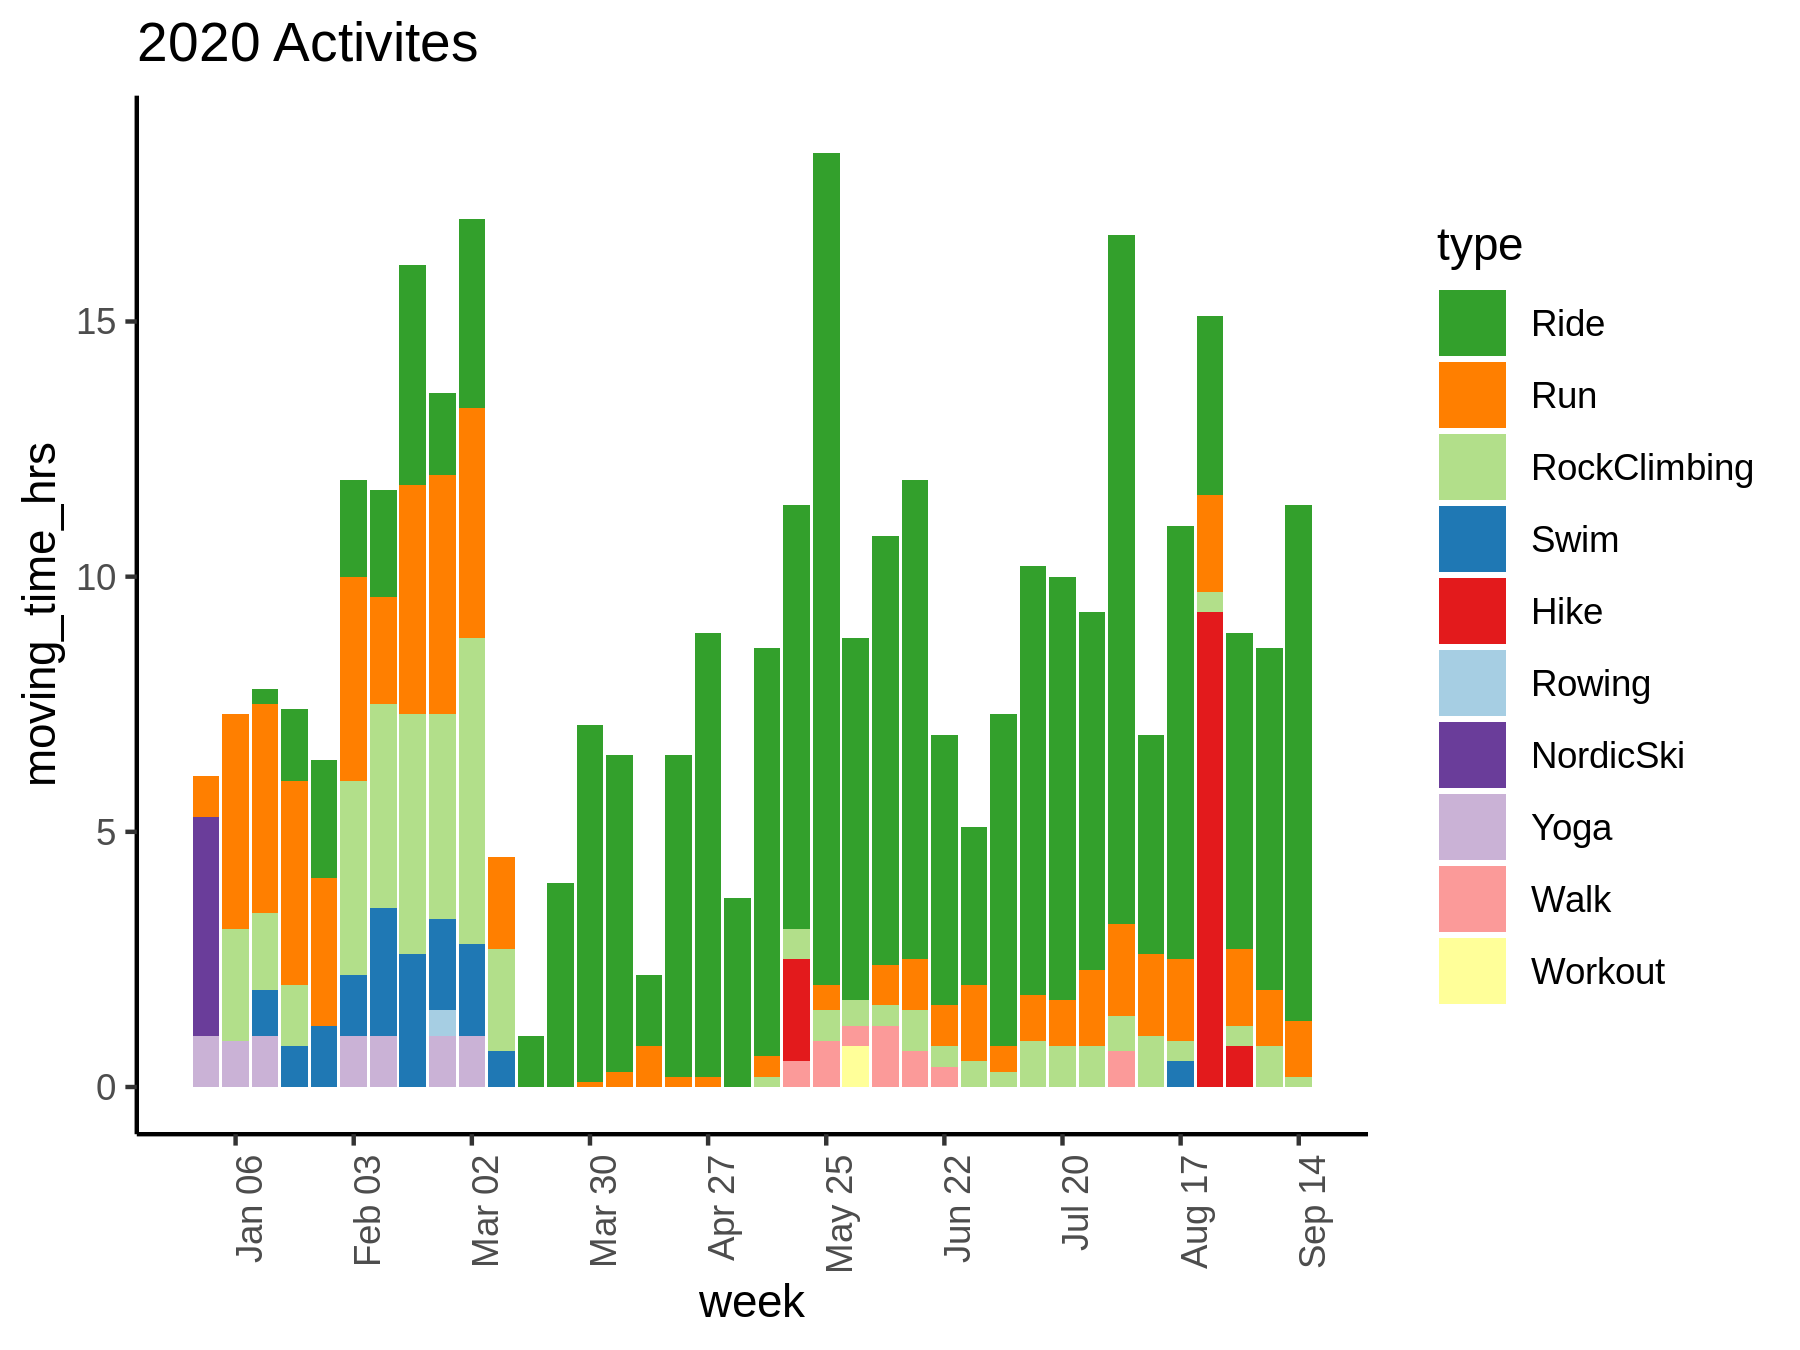 2020 Activites
moving_time_hrs
15
10
5
0
Jan 06
Feb 03
Mar 02
Mar 30
Apr 27
May 25
Jun 22
Jul 20
Aug 17
Sep 14
week
type
Ride
Run
RockClimbing
Swim
Hike
Rowing
NordicSki
Yoga
Walk
Workout